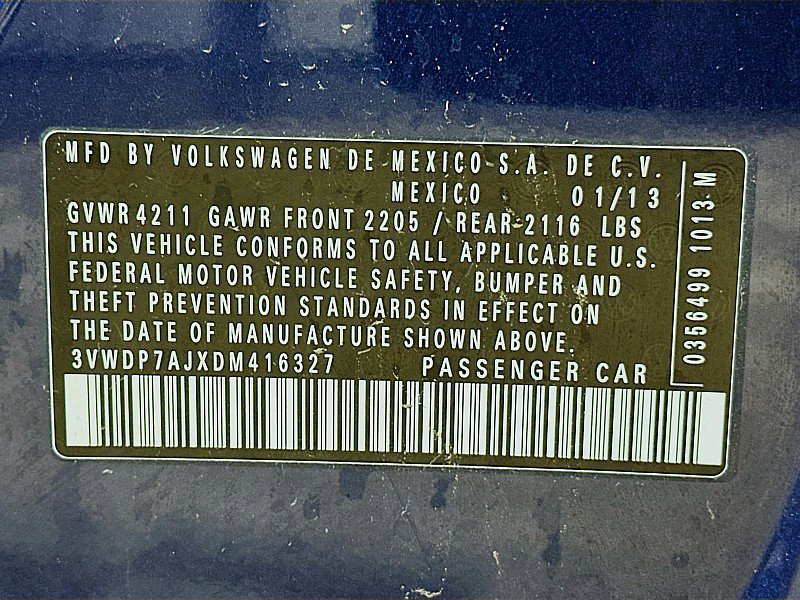 MFD BY VOLKSWAGEN DE MEXICO S.A. DE C.V.
MEXICO 01/13
GVWR 4211 GAWR FRONT 2205 / REAR 2116 LBS
THIS VEHICLE CONFORMS TO ALL APPLICABLE U.S.
FEDERAL MOTOR VEHICLE SAFETY, BUMPER AND
THEFT PREVENTION STANDARDS IN EFFECT ON
THE DATE OF MANUFACTURE SHOWN ABOVE.
3VWDP7AJXDM416327 PASSENGER CAR
0356499 1013 M